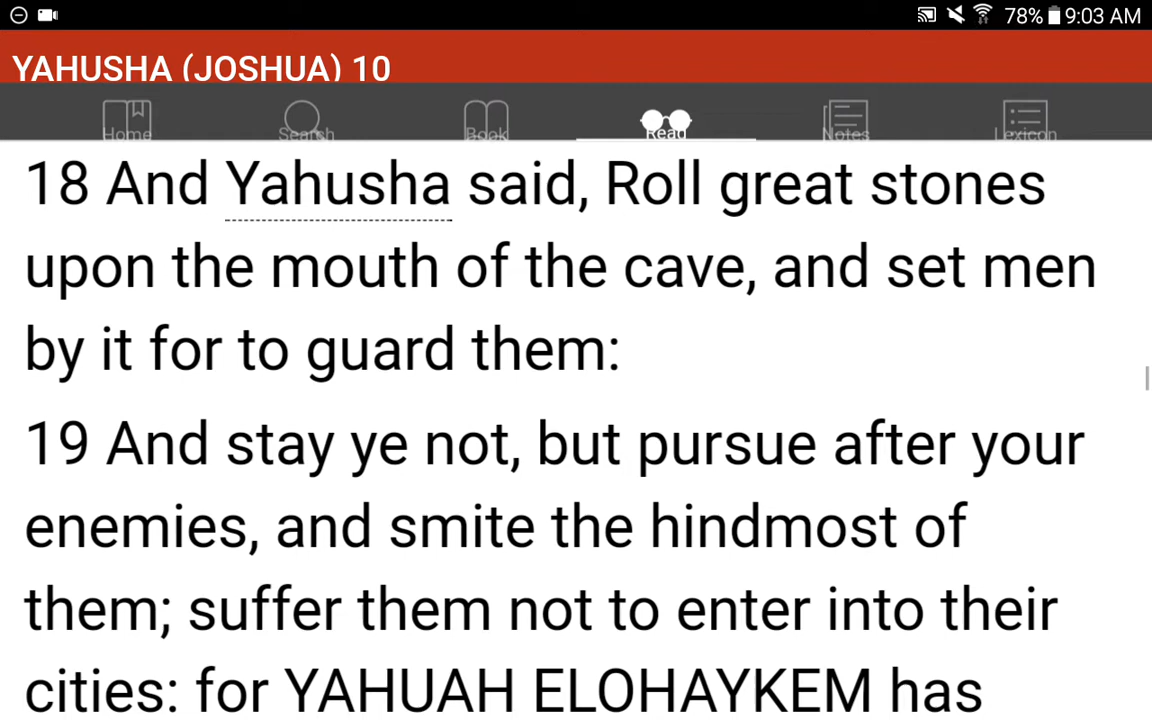 78% 9:03 AM
YAHUSHA (JOSHUA) 10
Home Search Book Read Notes Lexicon
18 And Yahusha said, Roll great stones
upon the mouth of the cave, and set men
by it for to guard them:
19 And stay ye not, but pursue after your
enemies, and smite the hindmost of
them; suffer them not to enter into their
cities: for YAHUAH ELOHAYKEM has